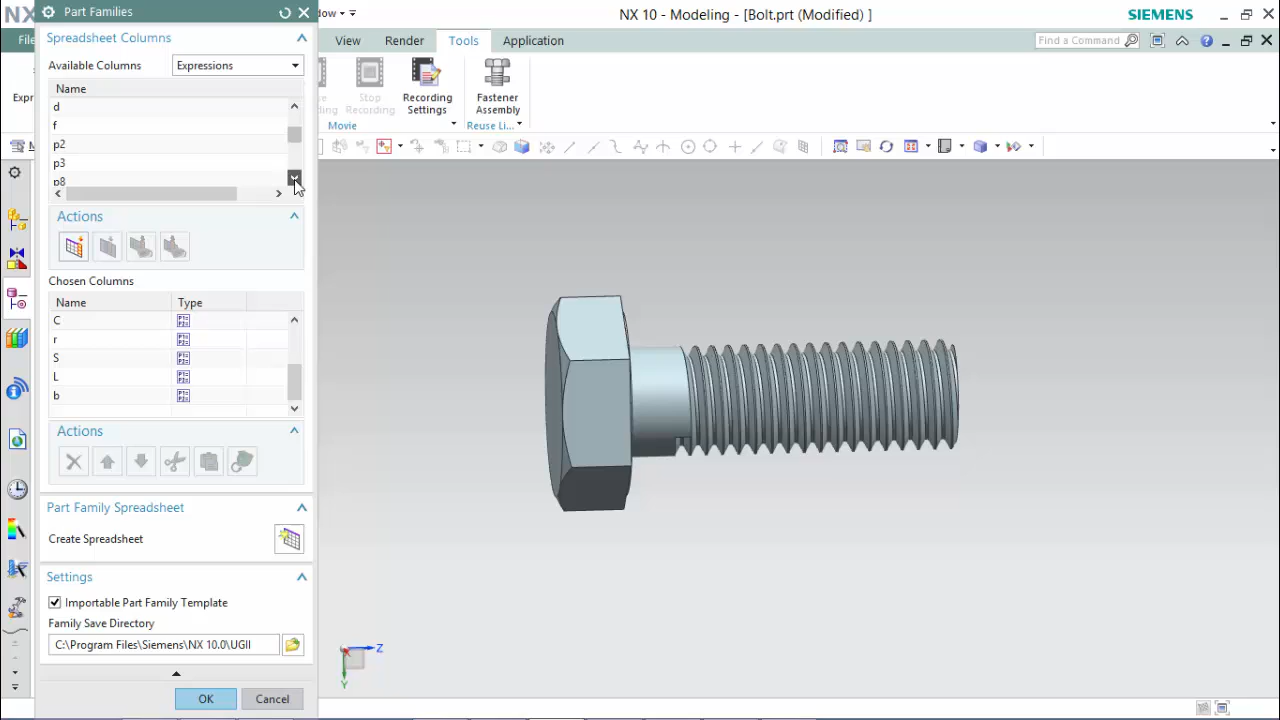 NX
Part Families
dow
NX 10 - Modeling - [Bolt.prt (Modified) ]
SIEMENS
File
View
Render
Tools
Application
Find a Command
Spreadsheet Columns
Available Columns
Expressions
Name
d
f
p2
p3
p8
Stop Recording
Recording Settings
Fastener Assembly
Movie
Reuse Li...
Actions
Chosen Columns
Name
Type
C
r
S
L
b
Actions
Part Family Spreadsheet
Create Spreadsheet
Settings
Importable Part Family Template
Family Save Directory
C:\Program Files\Siemens\NX 10.0\UGII
OK
Cancel
Z
Y